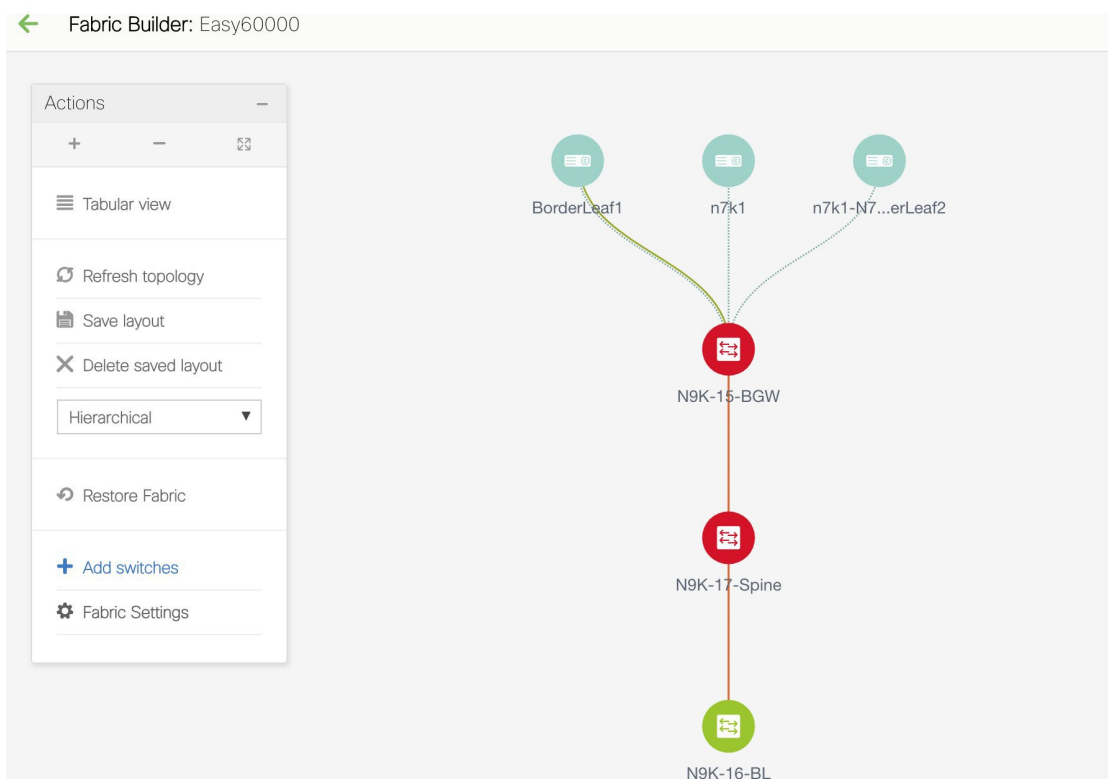 Fabric Builder: Easy60000
Actions
Tabular view
Refresh topology
Save layout
Delete saved layout
Hierarchical
Restore Fabric
Add switches
Fabric Settings
BorderLeaf1
n7k1
n7k1-N7...erLeaf2
N9K-15-BGW
N9K-17-Spine
N9K-16-BL